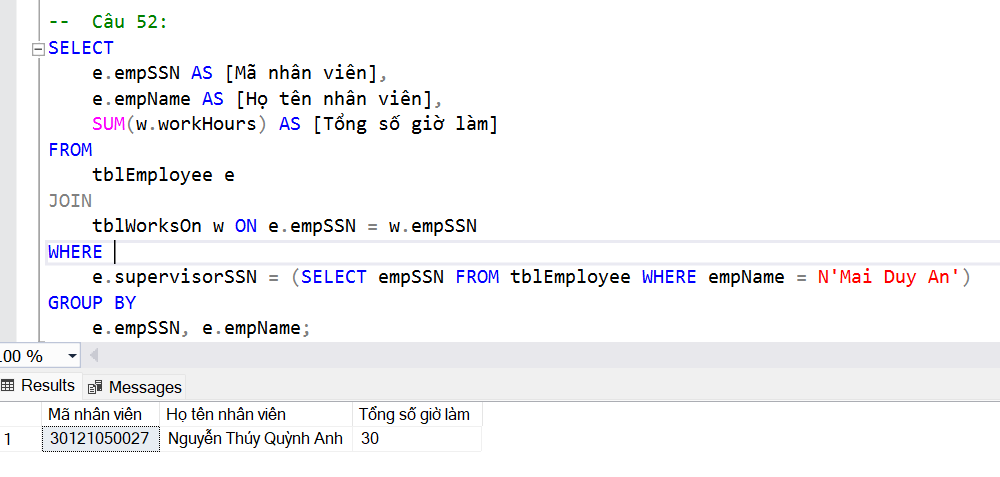 -- Câu 52:
SELECT
e.empSSN AS [Mã nhân viên],
e.empName AS [Họ tên nhân viên],
SUM(w.workHours) AS [Tổng số giờ làm]
FROM
tblEmployee e
JOIN
tblWorksOn w ON e.empSSN = w.empSSN
WHERE
e.supervisorSSN = (SELECT empSSN FROM tblEmployee WHERE empName = N'Mai Duy An')
GROUP BY
e.empSSN, e.empName;
.00 %
Results Messages
Mã nhân viên Họ tên nhân viên Tổng số giờ làm
1 30121050027 Nguyễn Thúy Quỳnh Anh 30